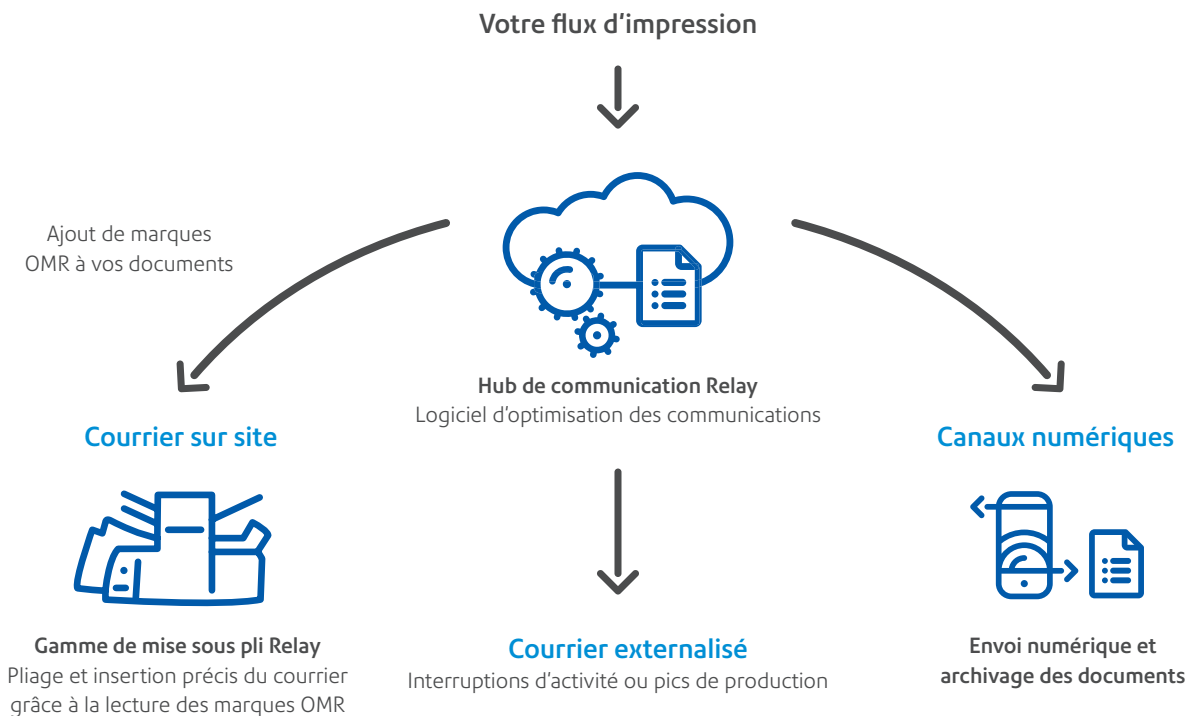 Votre flux d'impression
Ajout de marques
OMR à vos documents
Hub de communication Relay
Logiciel d'optimisation des communications
Courrier sur site
Canaux numériques
Gamme de mise sous pli Relay
Pliage et insertion précis du courrier
grâce à la lecture des marques OMR
Courrier externalisé
Interruptions d'activité ou pics de production
Envoi numérique et
archivage des documents